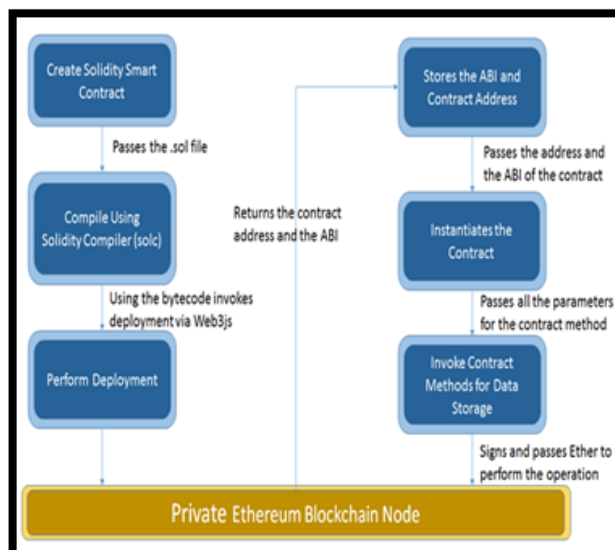 Create Solidity Smart
Contract
Passes the .sol file
Compile Using
Solidity Compiler (solc)
Using the bytecode invokes
deployment via Web3js
Perform Deployment
Returns the contract
address and the ABI
Stores the ABI and
Contract Address
Passes the address and
the ABI of the contract
Instantiates the
Contract
Passes all the parameters
for the contract method
Invoke Contract
Methods for Data
Storage
Signs and passes Ether to
perform the operation
Private Ethereum Blockchain Node